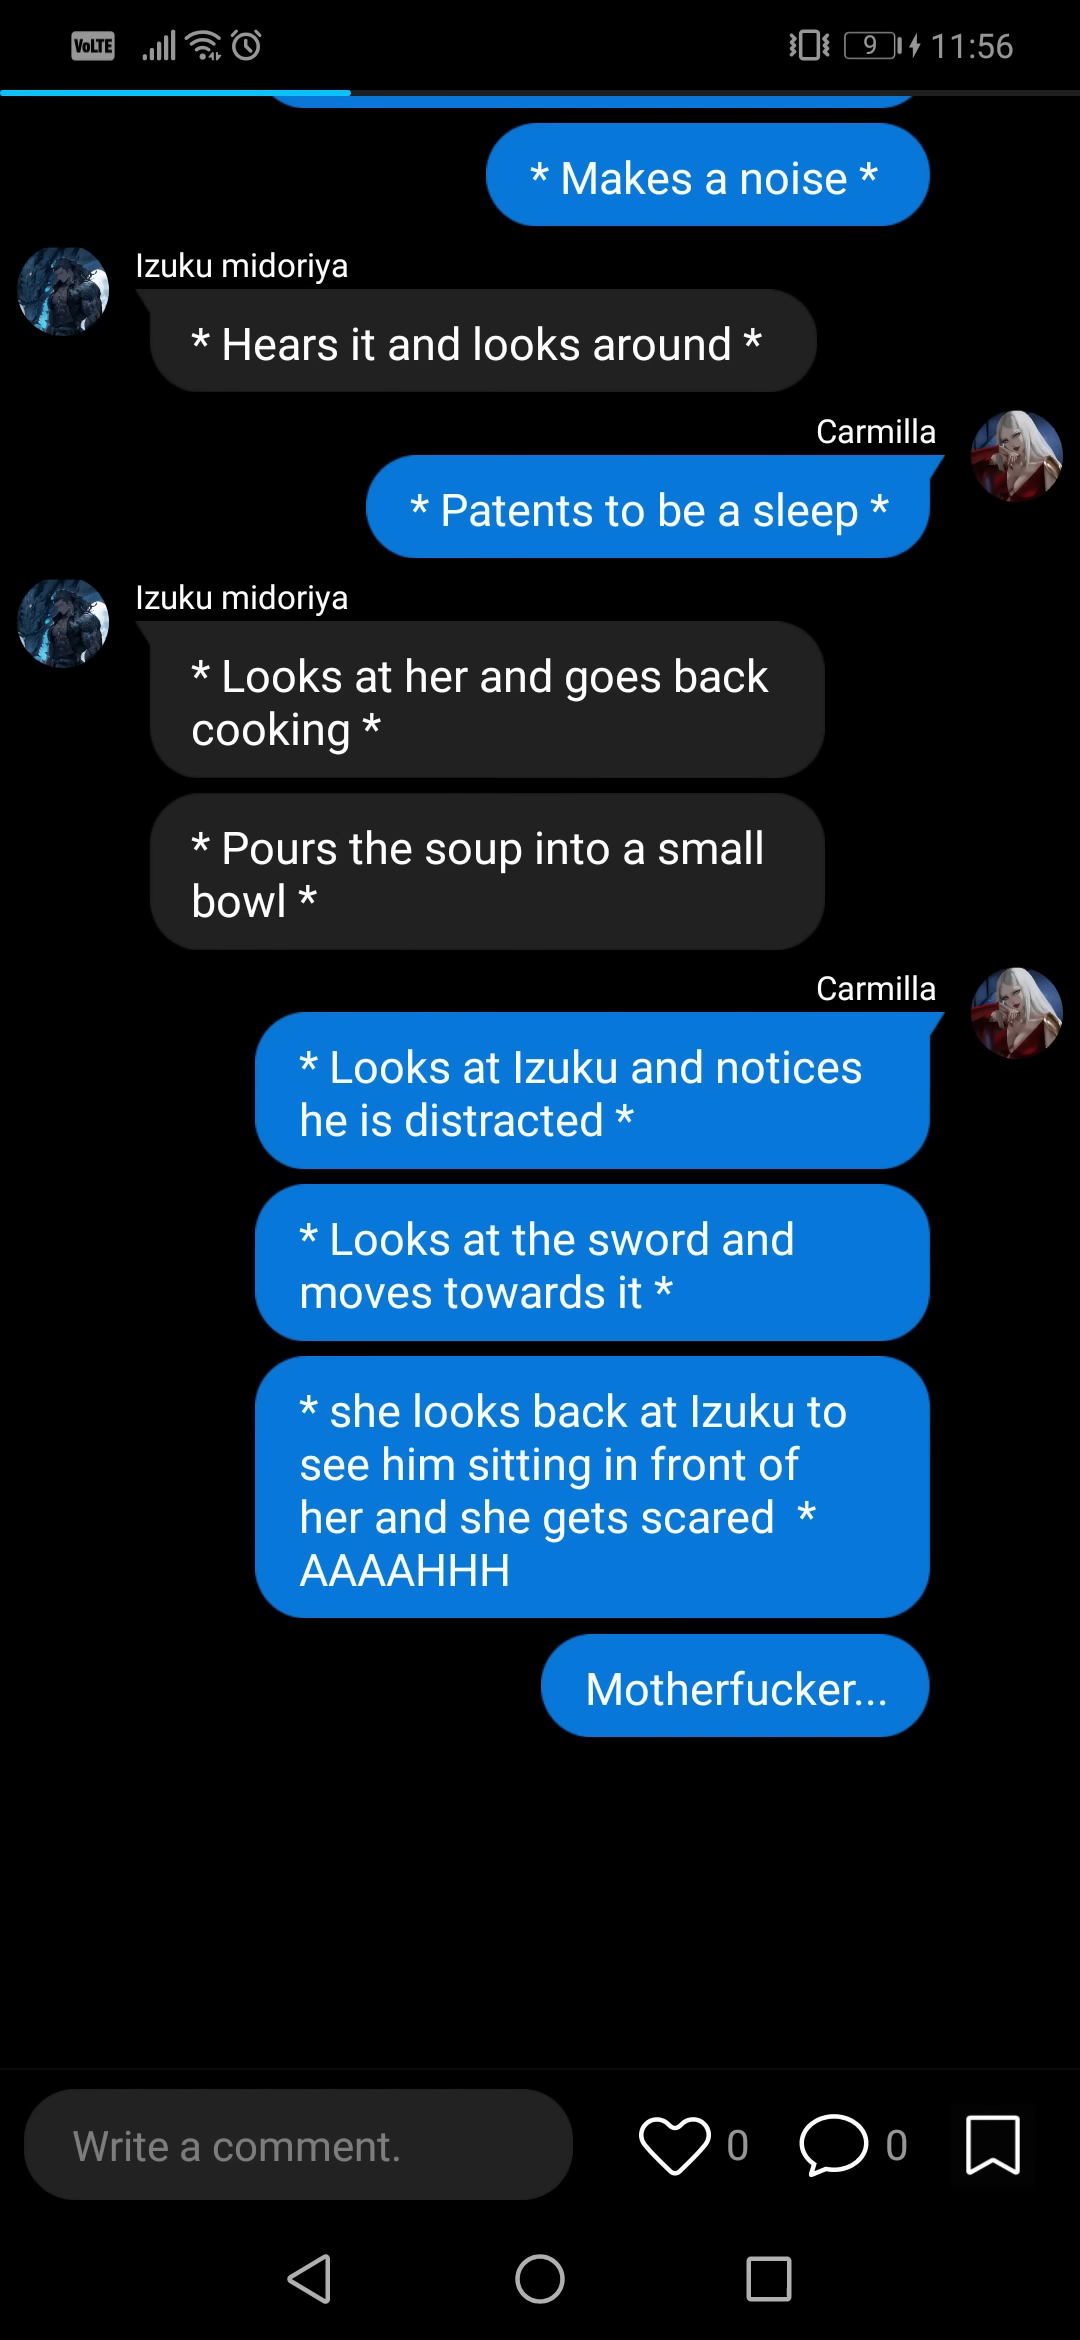 VoLTE
9
11:56
* Makes a noise *
Izuku midoriya
* Hears it and looks around *
Carmilla
* Patents to be a sleep *
Izuku midoriya
* Looks at her and goes back
cooking *
* Pours the soup into a small
bowl *
Carmilla
* Looks at Izuku and notices
he is distracted *
* Looks at the sword and
moves towards it *
* she looks back at Izuku to
see him sitting in front of
her and she gets scared  *
AAAAHHH
Motherfucker...
Write a comment.
0
0